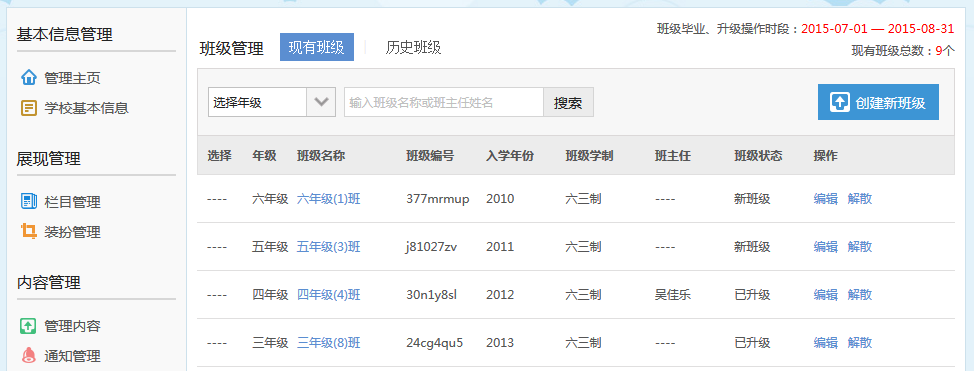 基本信息管理
管理主页
学校基本信息
展现管理
栏目管理
装扮管理
内容管理
管理内容
通知管理
班级管理 现有班级 历史班级
班级毕业、升级操作时段：2015-07-01 — 2015-08-31
现有班级总数：9个
选择年级 输入班级名称或班主任姓名 搜索 创建新班级
选择 年级 班级名称 班级编号 入学年份 班级学制 班主任 班级状态 操作
---- 六年级 六年级(1)班 377mrmup 2010 六三制 ---- 新班级 编辑 解散
---- 五年级 五年级(3)班 j81027zv 2011 六三制 ---- 新班级 编辑 解散
---- 四年级 四年级(4)班 30n1y8sl 2012 六三制 吴佳乐 已升级 编辑 解散
---- 三年级 三年级(8)班 24cg4qu5 2013 六三制 ---- 已升级 编辑 解散